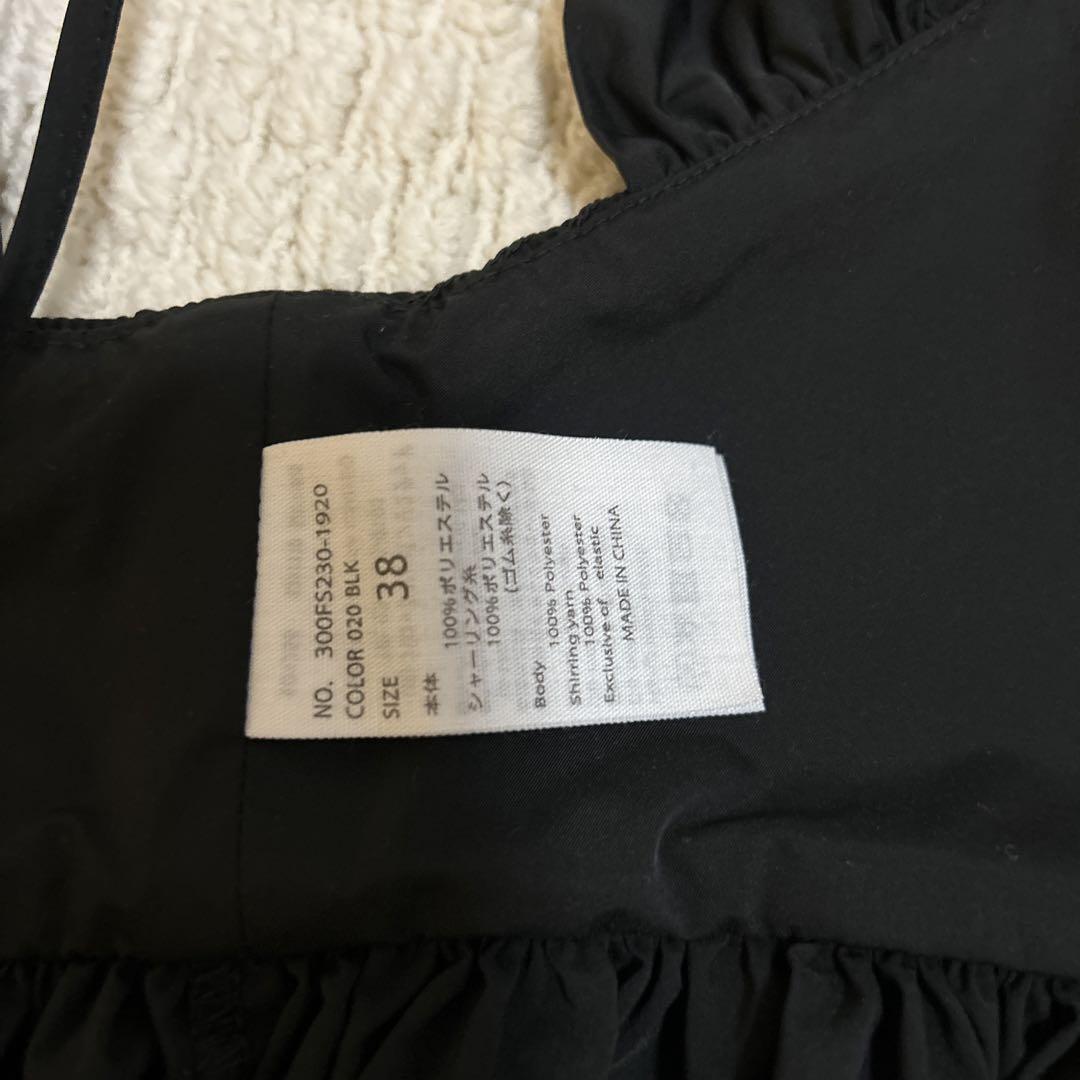 NO. 300FS230-1920
COLOR 020 BLK
SIZE 38
本体 100%ポリエステル
シャーリング糸
100%ポリエステル
(ゴム糸除く)
Body 100% Polyester
Shirring yarn
100% Polyester
Exclusive of elastic
MADE IN CHINA